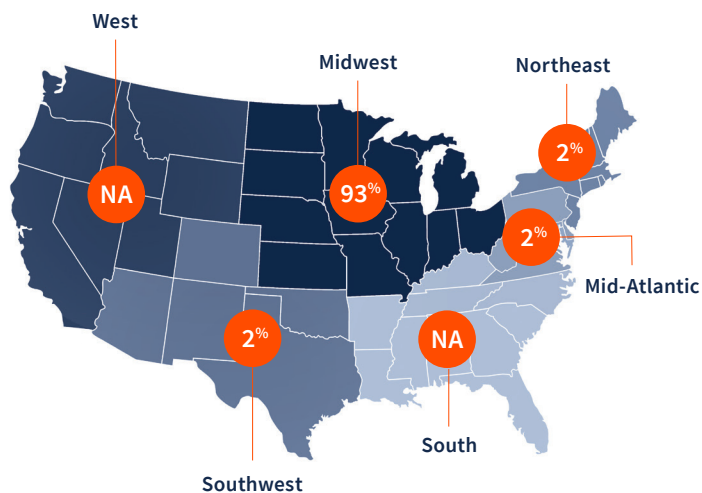 West
Midwest
Northeast
2%
NA
93%
2%
Mid-Atlantic
2%
NA
South
Southwest